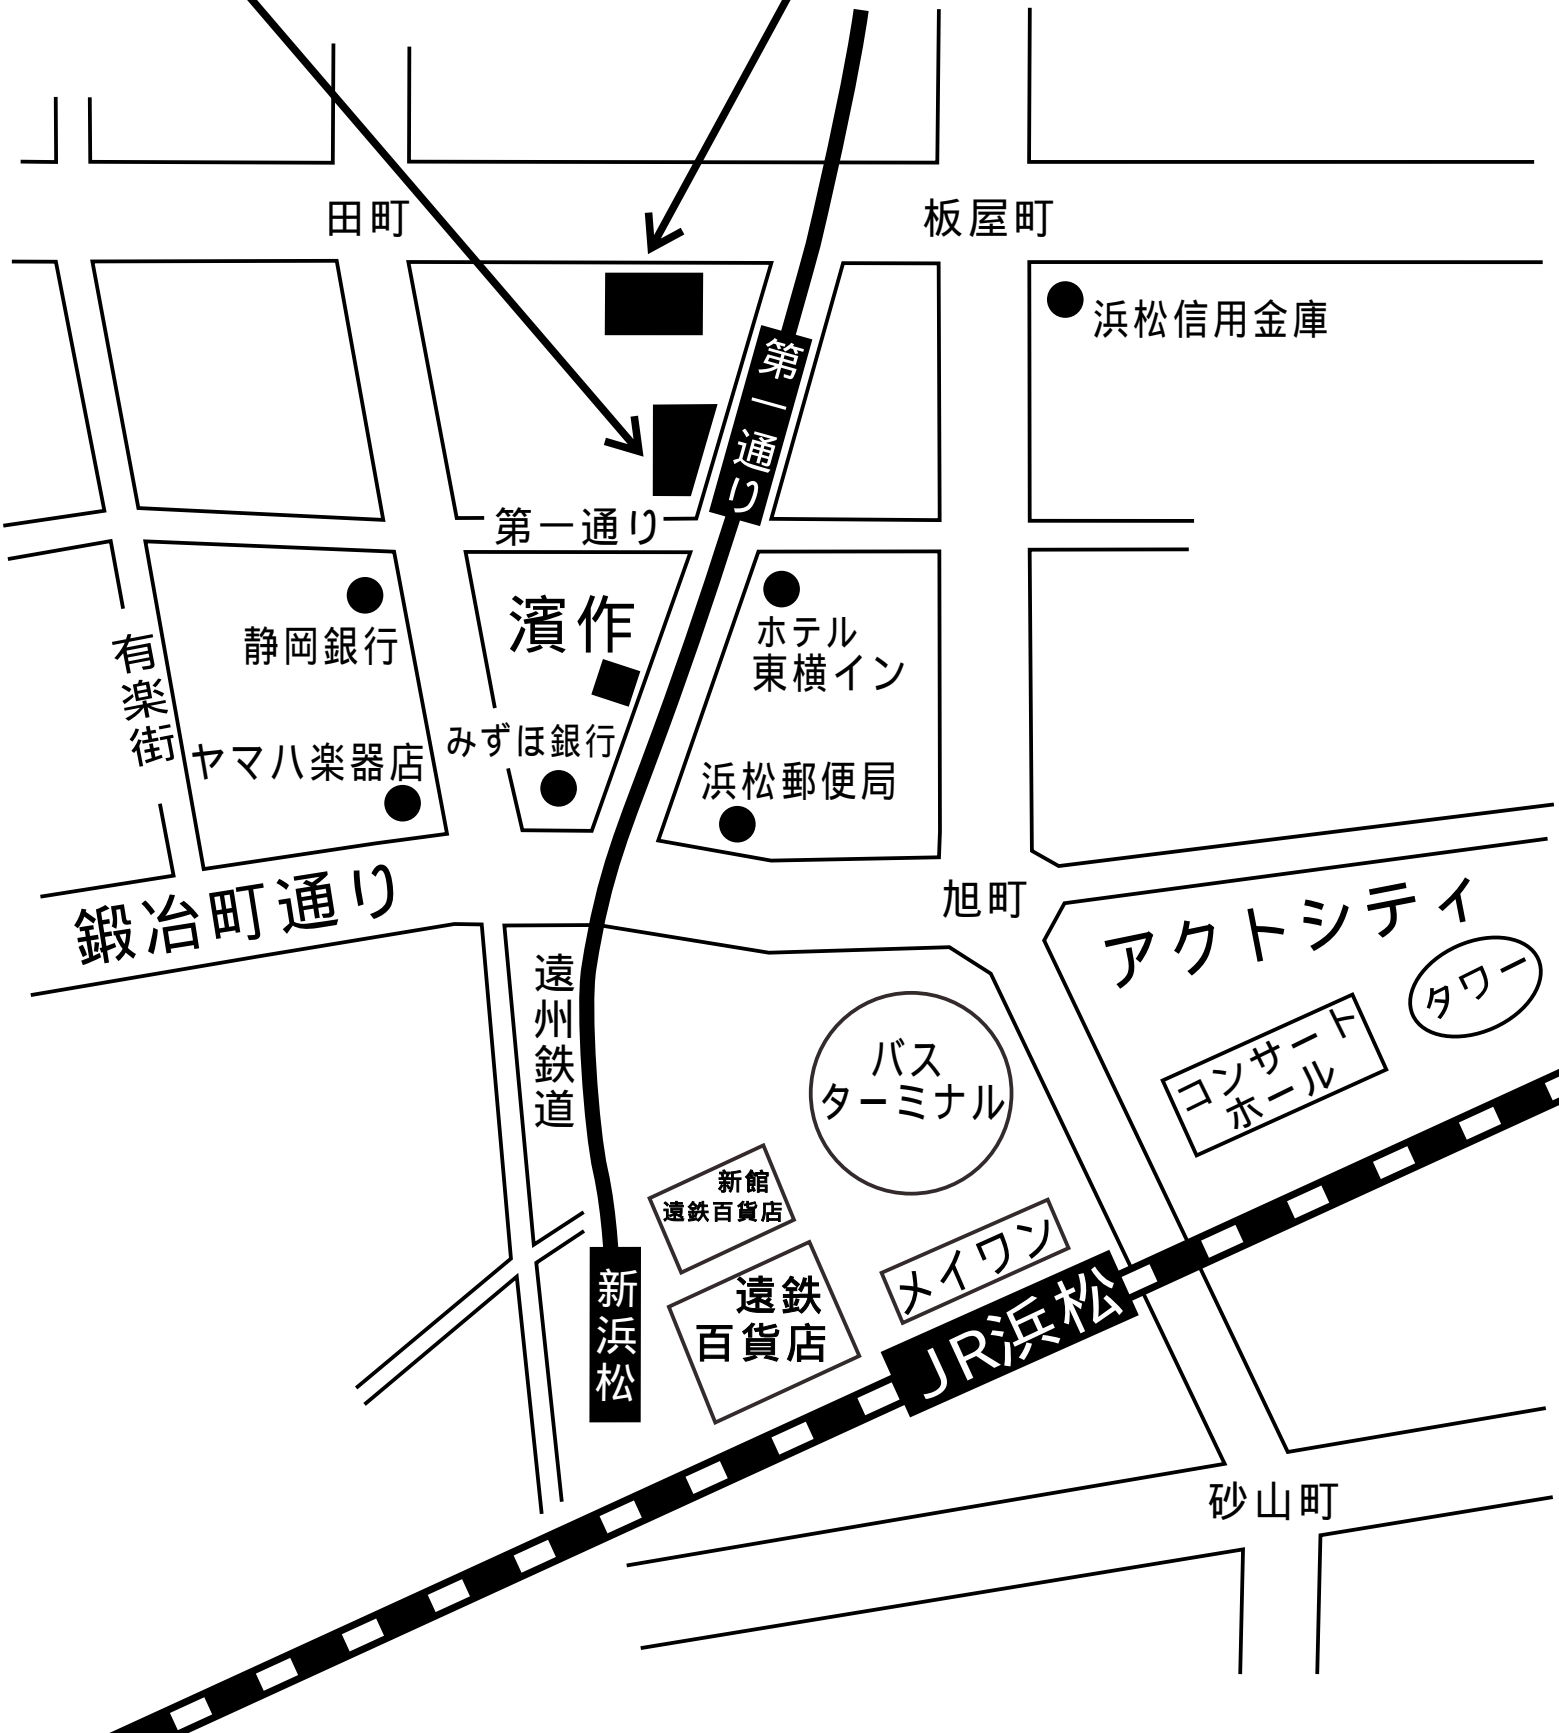 田町
板屋町
浜松信用金庫
第一通り
第一通り
濱作
ホテル
東横イン
静岡銀行
有楽街
みずほ銀行
ヤマハ楽器店
浜松郵便局
鍛冶町通り
旭町
アクトシティ
タワー
遠州鉄道
コンサート
ホール
バス
ターミナル
新館
遠鉄百貨店
メイワン
遠鉄
百貨店
新浜松
JR浜松
砂山町